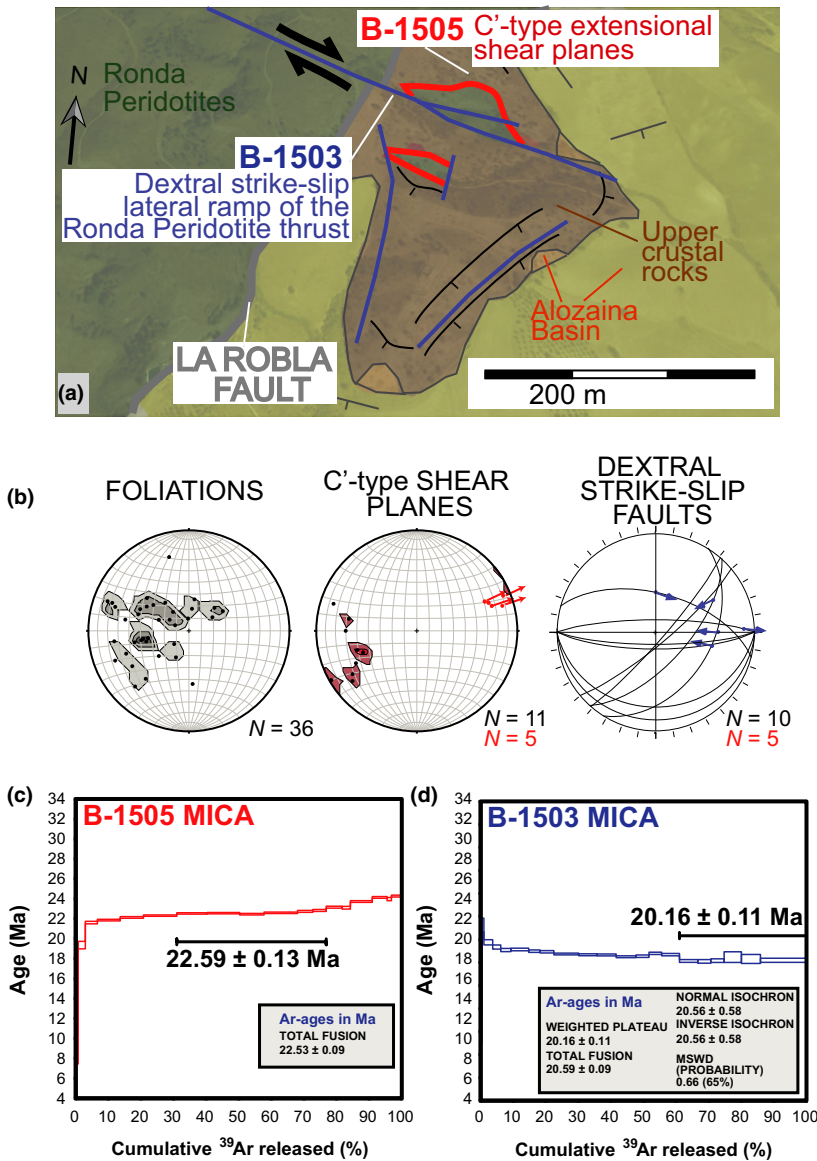 B-1505 C'-type extensional
shear planes
N
Ronda
Peridotites
B-1503
Dextral strike-slip
lateral ramp of the
Ronda Peridotite thrust
Upper
crustal
rocks
Alozaina
Basin
LA ROBLA
FAULT
200 m
(a)
(b)
FOLIATIONS
N = 36
C'-type SHEAR
PLANES
N = 11
N = 5
DEXTRAL
STRIKE-SLIP
FAULTS
N = 10
N = 5
(c)
B-1505 MICA
Age (Ma)
34
32
30
28
26
24
22
20
18
16
14
12
10
8
6
4
22.59 ± 0.13 Ma
Ar-ages in Ma
TOTAL FUSION
22.53 ± 0.09
0 10 20 30 40 50 60 70 80 90 100
Cumulative ³⁹Ar released (%)
(d)
B-1503 MICA
Age (Ma)
34
32
30
28
26
24
22
20
18
16
14
12
10
8
6
4
20.16 ± 0.11 Ma
Ar-ages in Ma
WEIGHTED PLATEAU
20.16 ± 0.11
TOTAL FUSION
20.59 ± 0.09
NORMAL ISOCHRON
20.56 ± 0.58
INVERSE ISOCHRON
20.56 ± 0.58
MSWD
(PROBABILITY)
0.66 (65%)
0 10 20 30 40 50 60 70 80 90 100
Cumulative ³⁹Ar released (%)